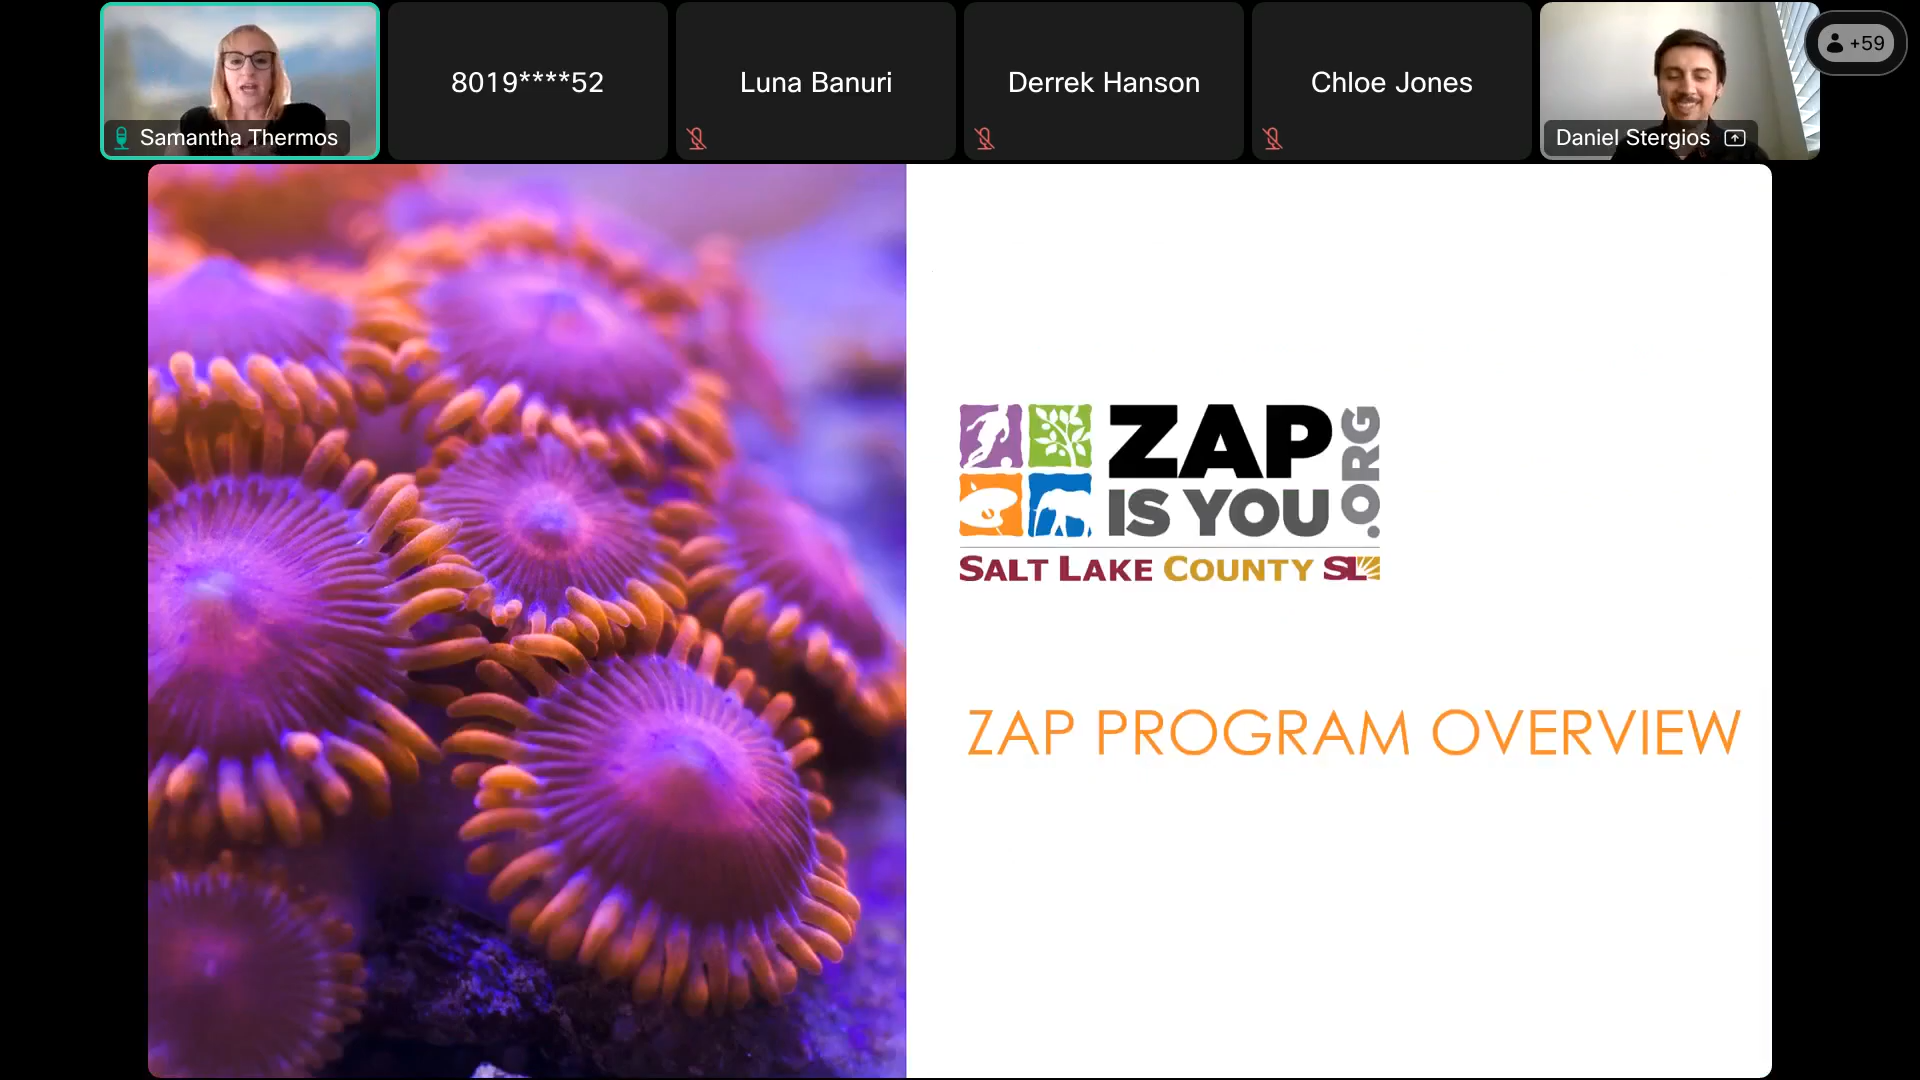 Samantha Thermos
8019****52
Luna Banuri
Derrek Hanson
Chloe Jones
Daniel Stergios
+59
ZAP
IS YOU
.ORG
SALT LAKE COUNTY SL
ZAP PROGRAM OVERVIEW